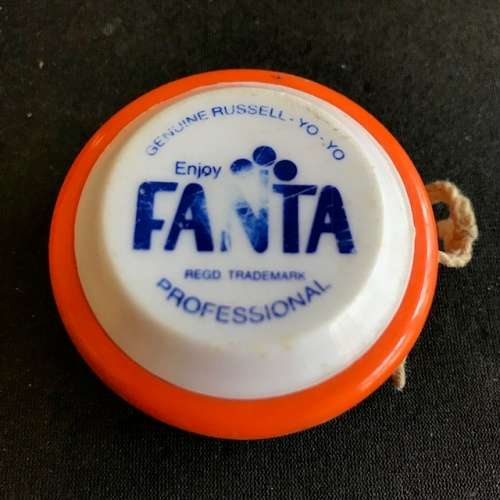 GENUINE RUSSELL - YO - YO
Enjoy
FANTA
REGD TRADEMARK
PROFESSIONAL